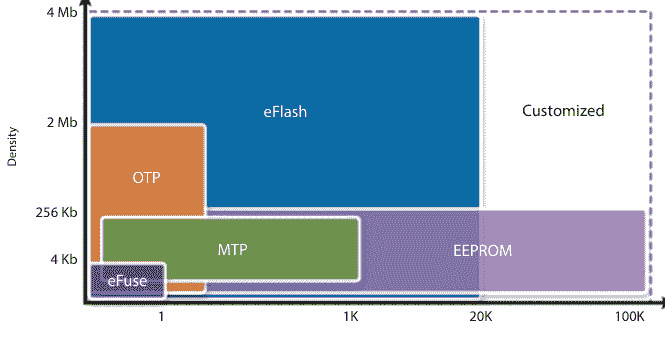 4 Mb
eFlash
Customized
2 Mb
Density
OTP
256 Kb
MTP
EEPROM
4 Kb
eFuse
1
1K
20K
100K